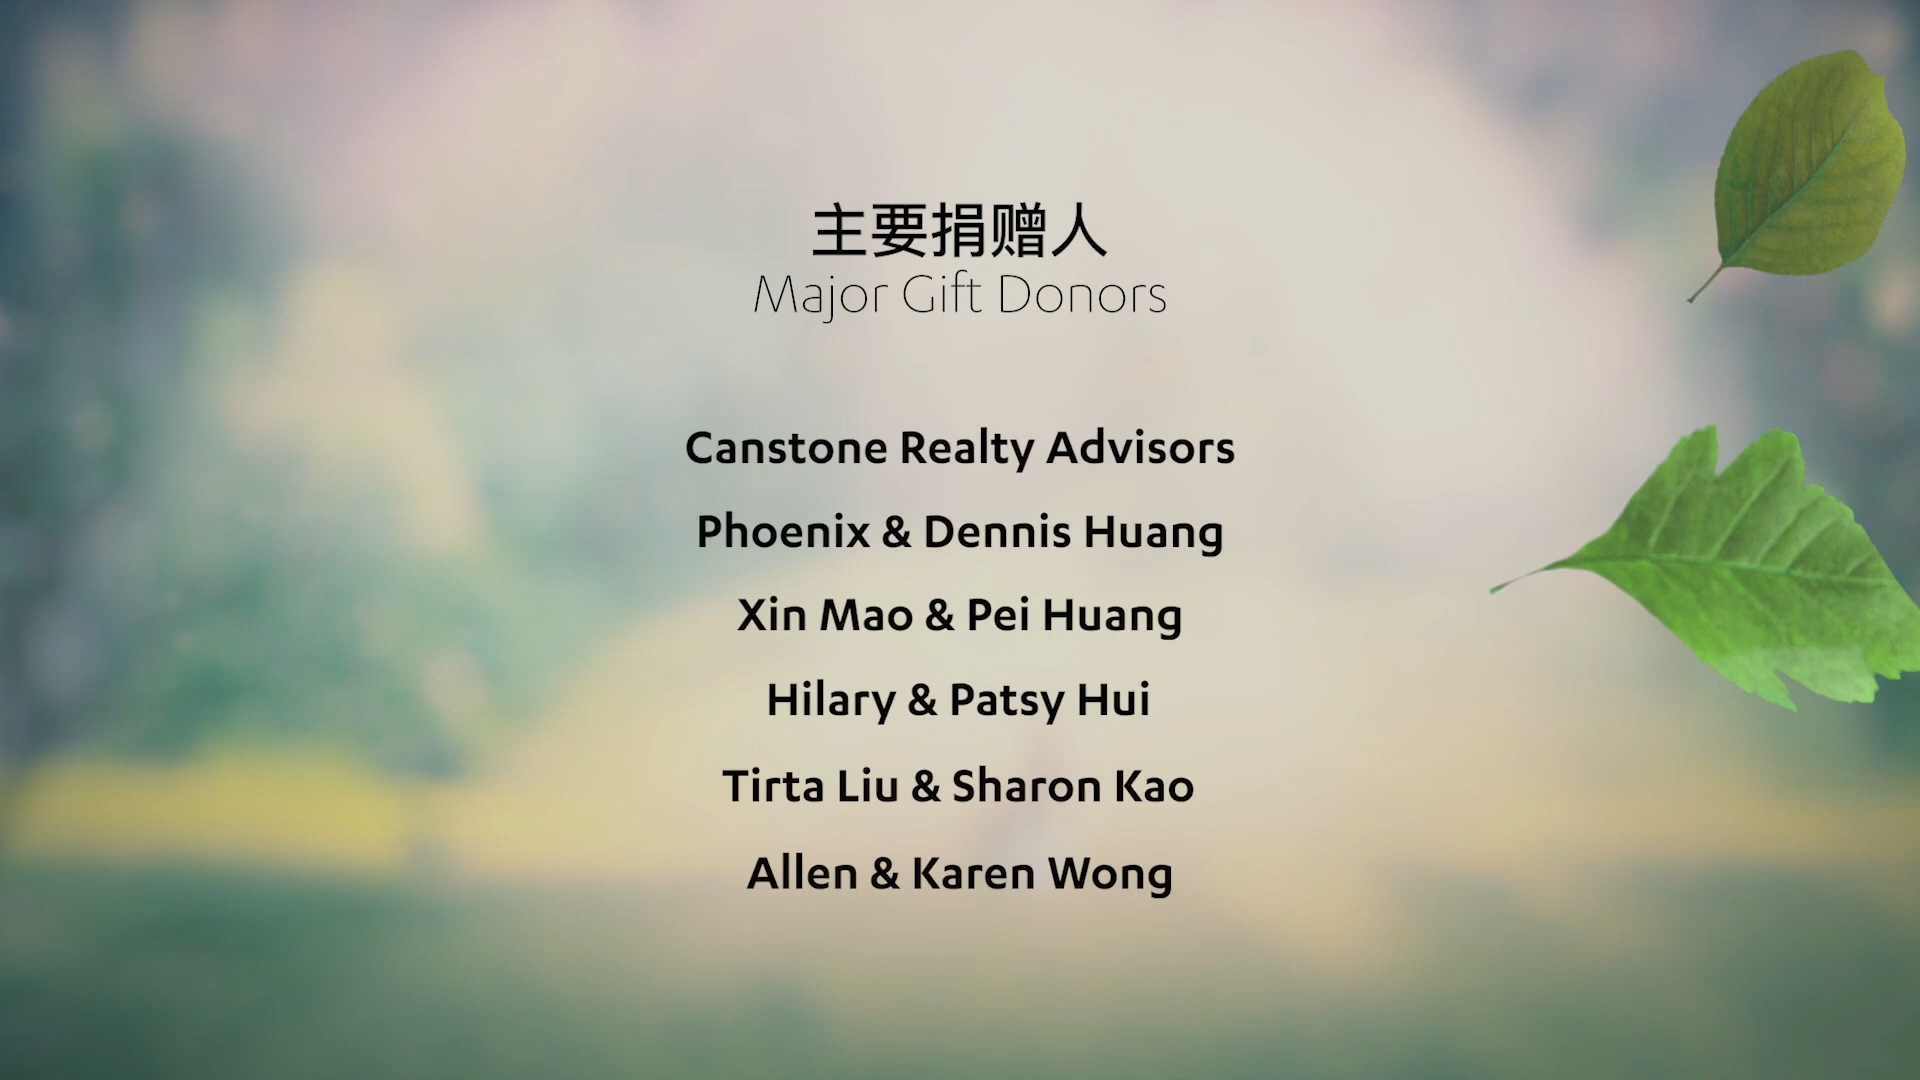 主要捐赠人
Major Gift Donors
Canstone Realty Advisors
Phoenix & Dennis Huang
Xin Mao & Pei Huang
Hilary & Patsy Hui
Tirta Liu & Sharon Kao
Allen & Karen Wong